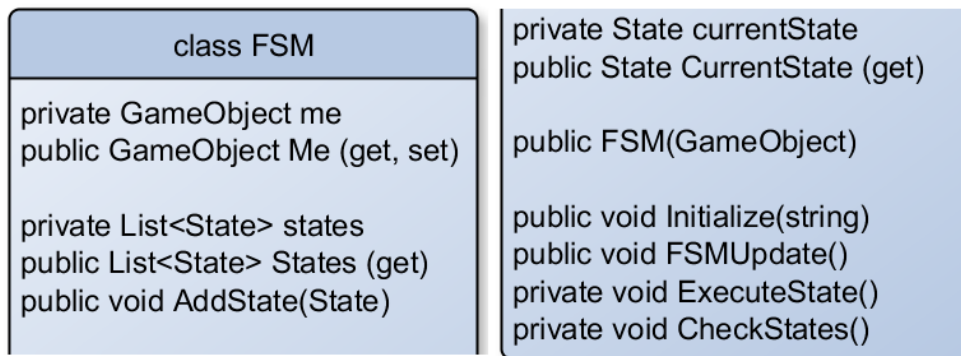 class FSM
private GameObject me
public GameObject Me (get, set)
private List<State> states
public List<State> States (get)
public void AddState(State)
private State currentState
public State CurrentState (get)
public FSM(GameObject)
public void Initialize(string)
public void FSMUpdate()
private void ExecuteState()
private void CheckStates()